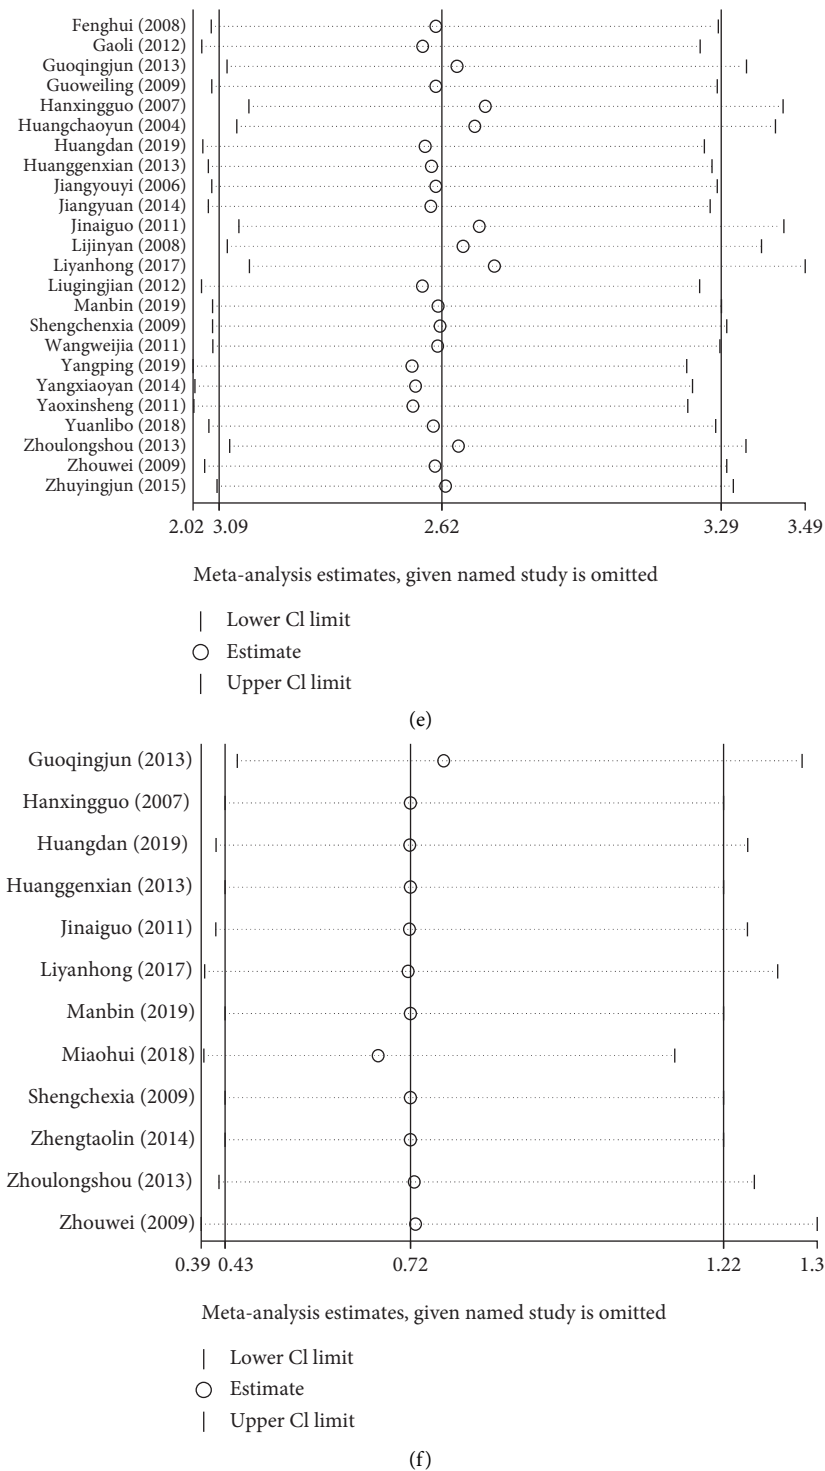 Fenghui (2008)
Gaoli (2012)
Guoqingjun (2013)
Guoweiling (2009)
Hanxingguo (2007)
Huangchaoyun (2004)
Huangdan (2019)
Huanggenxian (2013)
Jiangyouyi (2006)
Jiangyuan (2014)
Jinaiguo (2011)
Lijinyan (2008)
Liyanhong (2017)
Liugingjian (2012)
Manbin (2019)
Shengchenxia (2009)
Wangweijia (2011)
Yangping (2019)
Yangxiaoyan (2014)
Yaoxinsheng (2011)
Yuanlibo (2018)
Zhoulongshou (2013)
Zhouwei (2009)
Zhuyingjun (2015)
2.02 3.09 2.62 3.29 3.49
Meta-analysis estimates, given named study is omitted
Lower Cl limit
Estimate
Upper Cl limit
(e)
Guoqingjun (2013)
Hanxingguo (2007)
Huangdan (2019)
Huanggenxian (2013)
Jinaiguo (2011)
Liyanhong (2017)
Manbin (2019)
Miaohui (2018)
Shengchexia (2009)
Zhengtaolin (2014)
Zhoulongshou (2013)
Zhouwei (2009)
0.39 0.43 0.72 1.22 1.3
Meta-analysis estimates, given named study is omitted
Lower Cl limit
Estimate
Upper Cl limit
(f)